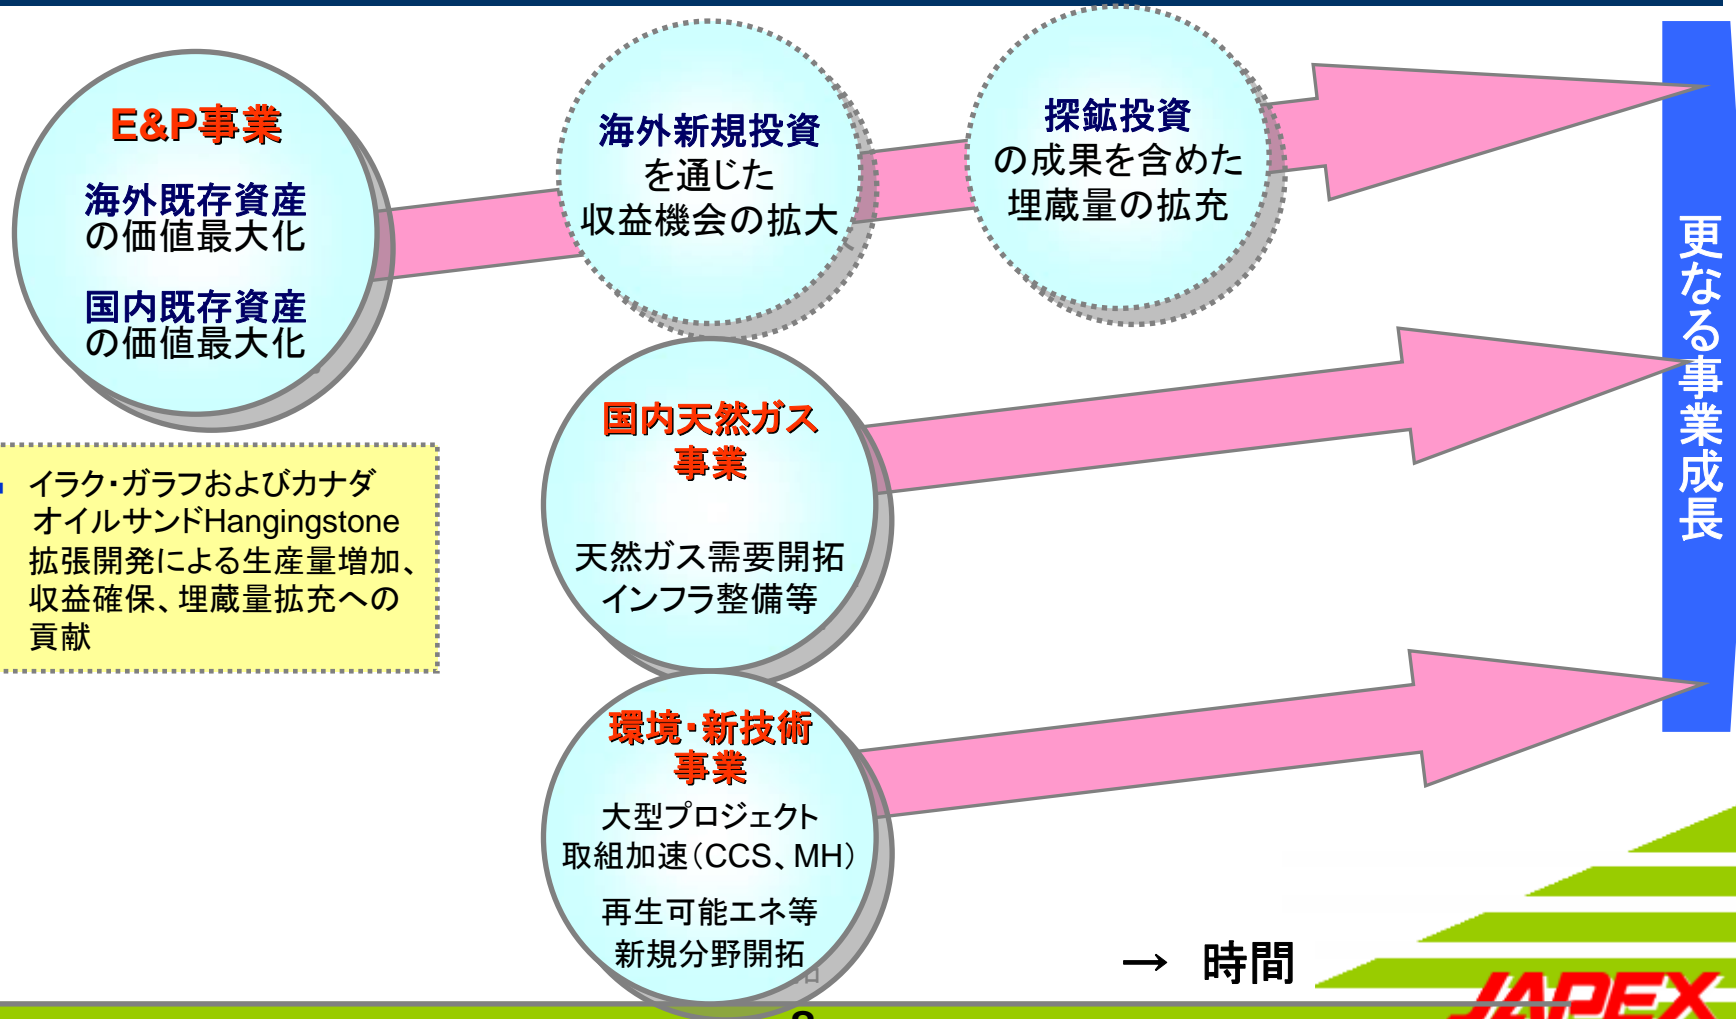 E&P事業
海外既存資産
の価値最大化
国内既存資産
の価値最大化
海外新規投資
を通じた
収益機会の拡大
探鉱投資
の成果を含めた
埋蔵量の拡充
更なる事業成長
イラク・ガラフおよびカナダ
オイルサンドHangingstone
拡張開発による生産量増加、
収益確保、埋蔵量拡充への
貢献
国内天然ガス
事業
天然ガス需要開拓
インフラ整備等
環境・新技術
事業
大型プロジェクト
取組加速（CCS、MH）
再生可能エネ等
新規分野開拓
→ 時間
JAPEX